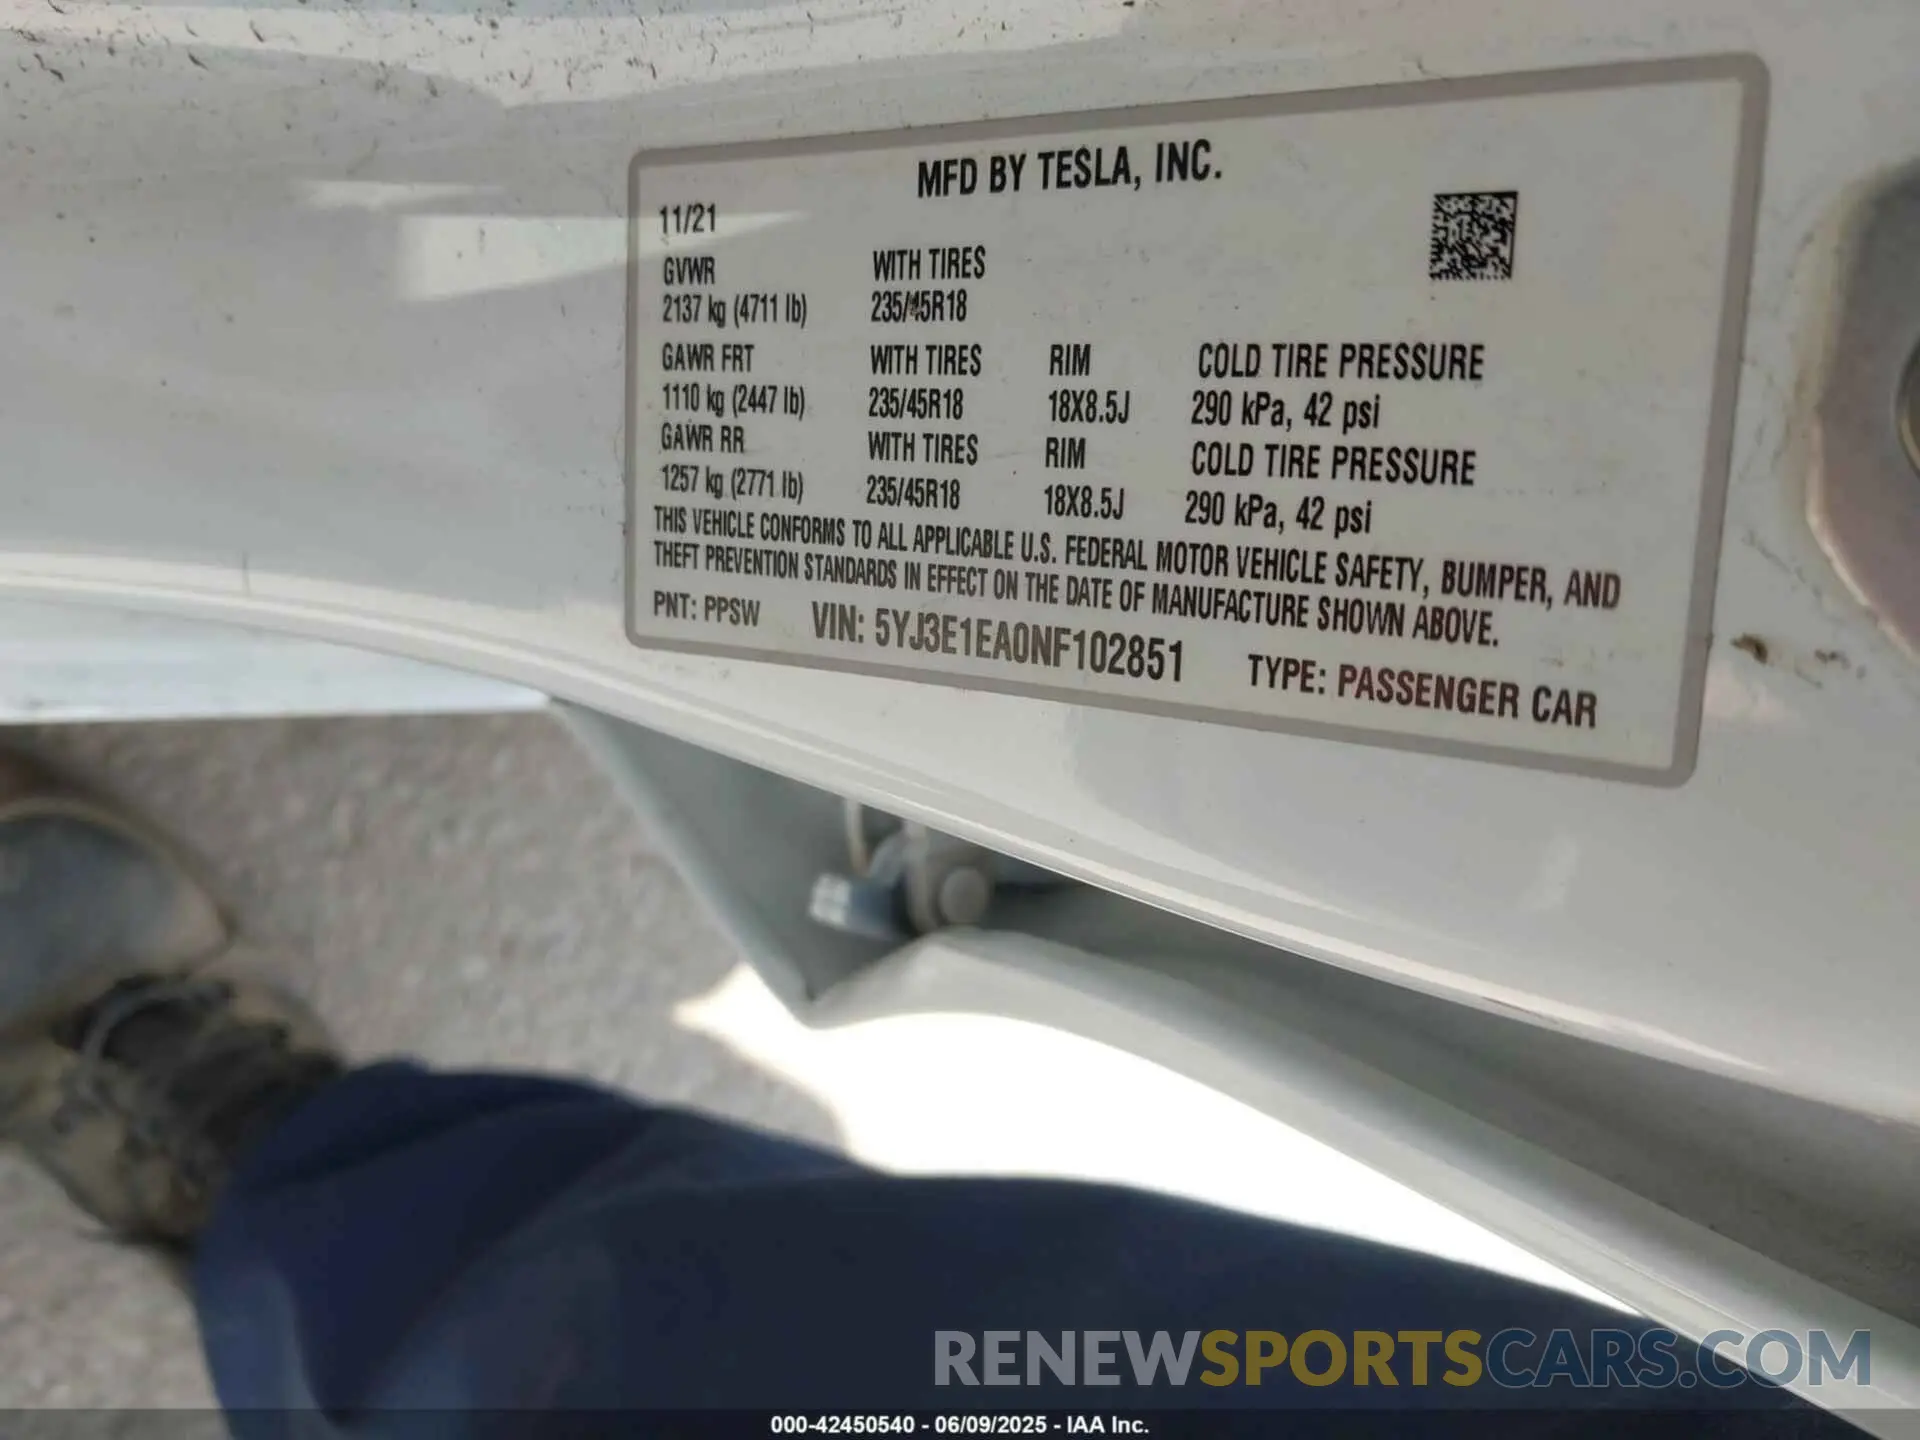 MFD BY TESLA, INC.
11/21
GVWR WITH TIRES
2137 kg (4711 lb) 235/45R18
GAWR FRT WITH TIRES RIM COLD TIRE PRESSURE
1110 kg (2447 lb) 235/45R18 18X8.5J 290 kPa, 42 psi
GAWR RR WITH TIRES RIM COLD TIRE PRESSURE
1257 kg (2771 lb) 235/45R18 18X8.5J 290 kPa, 42 psi
THIS VEHICLE CONFORMS TO ALL APPLICABLE U.S. FEDERAL MOTOR VEHICLE SAFETY, BUMPER, AND
THEFT PREVENTION STANDARDS IN EFFECT ON THE DATE OF MANUFACTURE SHOWN ABOVE.
PNT: PPSW VIN: 5YJ3E1EA0NF102851 TYPE: PASSENGER CAR
RENEWSPORTSCARS.COM
000-42450540 - 06/09/2025 - IAA Inc.